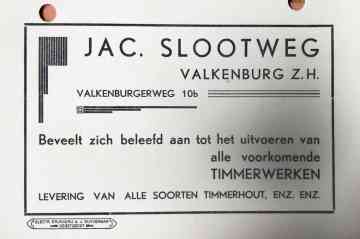 JAC. SLOOTWEG
VALKENBURG Z.H.
VALKENBURGERWEG 10b
Beveelt zich beleefd aan tot het uitvoeren van
alle voorkomende
TIMMERWERKEN
LEVERING VAN ALLE SOORTEN TIMMERHOUT, ENZ. ENZ.